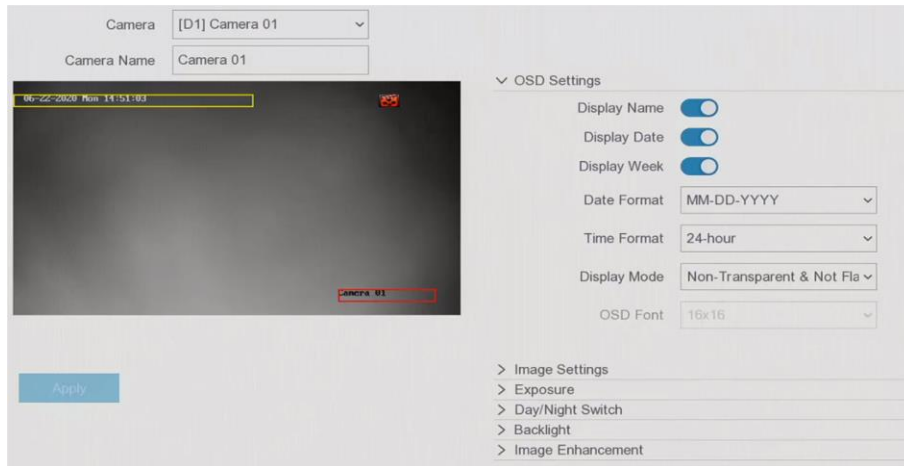 Camera [D1] Camera 01
Camera Name Camera 01
06-22-2020 Mon 14:51:03
Camera 01
OSD Settings
Display Name
Display Date
Display Week
Date Format MM-DD-YYYY
Time Format 24-hour
Display Mode Non-Transparent & Not Fla
OSD Font 16x16
Apply
Image Settings
Exposure
Day/Night Switch
Backlight
Image Enhancement